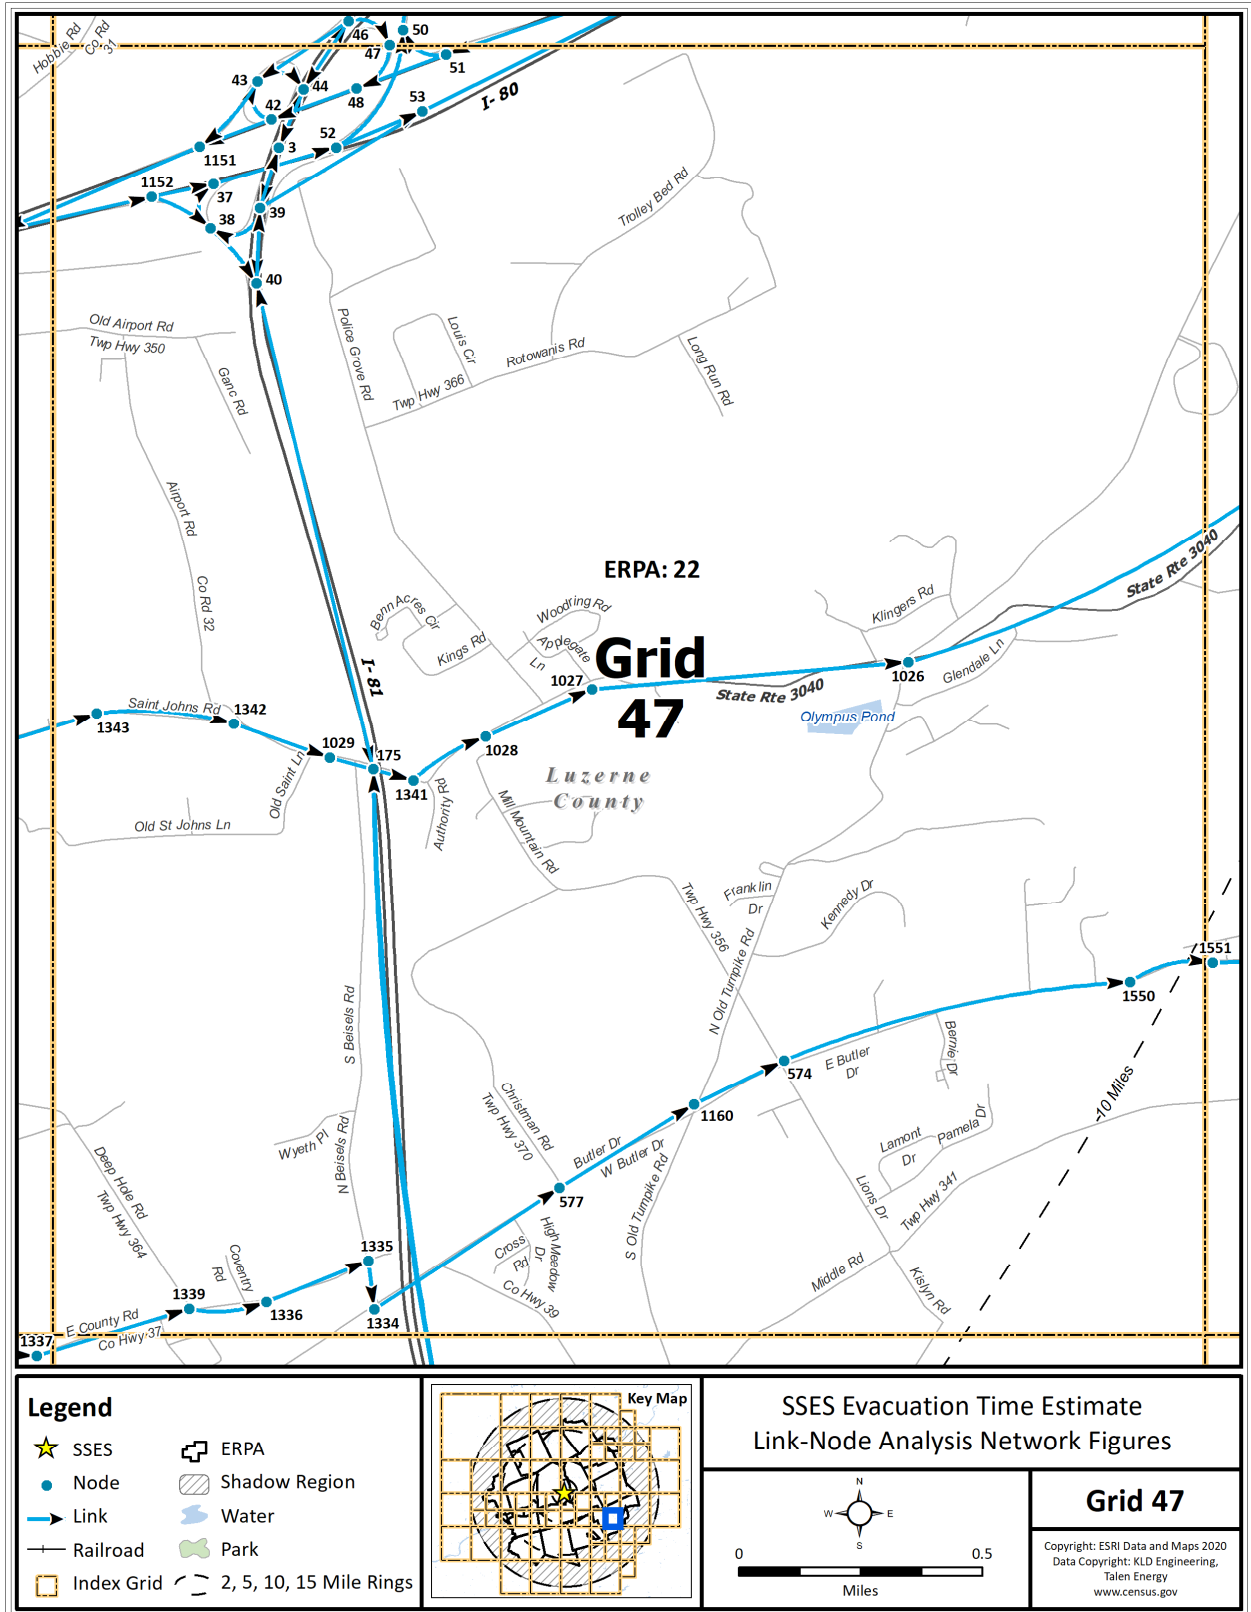 Hobbie Rd
Co Rd
31
46
50
47
51
43
44
48
53
I- 80
42
52
3
1151
1152
37
38
39
40
Trolley Bed Rd
Old Airport Rd
Twp Hwy 350
Ganc Rd
Police Grove Rd
Louis Cir
Twp Hwy 366
Rotowanis Rd
Long Run Rd
Airport Rd
Co Rd 32
ERPA: 22
State Rte 3040
Benn Acres Cir
Kings Rd
Woodring Rd
Applegate
Ln
Klingers Rd
Grid
47
I- 81
1027
1026
Glendale Ln
State Rte 3040
Olympus Pond
Saint Johns Rd
1343
1342
1029
175
1341
1028
Old Saint Ln
Authority Rd
Luzerne
County
Old St Johns Ln
Mill Mountain Rd
Twp Hwy 356
Franklin
Dr
Kennedy Dr
N Old Turnpike Rd
1551
1550
S Beisels Rd
574
E Butler
Dr
Bernie Dr
-10 Miles
1160
Christman Rd
Twp Hwy 370
Butler Dr
W Butler Dr
Wyeth Pl
N Beisels Rd
Lamont
Dr
Pamela Dr
Deep Hole Rd
Twp Hwy 364
577
S Old Turnpike Rd
Lions Dr
Twp Hwy 341
Cross
Rd
High Meadow
Dr
Co Hwy 39
Middle Rd
Kislyn Rd
Coventry
Rd
1335
1339
1336
1334
E County Rd
Co Hwy 37
1337
Legend
SSES
Node
Link
Railroad
Index Grid
ERPA
Shadow Region
Water
Park
2, 5, 10, 15 Mile Rings
Key Map
SSES Evacuation Time Estimate
Link-Node Analysis Network Figures
N
W
E
S
0
0.5
Miles
Grid 47
Copyright: ESRI Data and Maps 2020
Data Copyright: KLD Engineering,
Talen Energy
www.census.gov